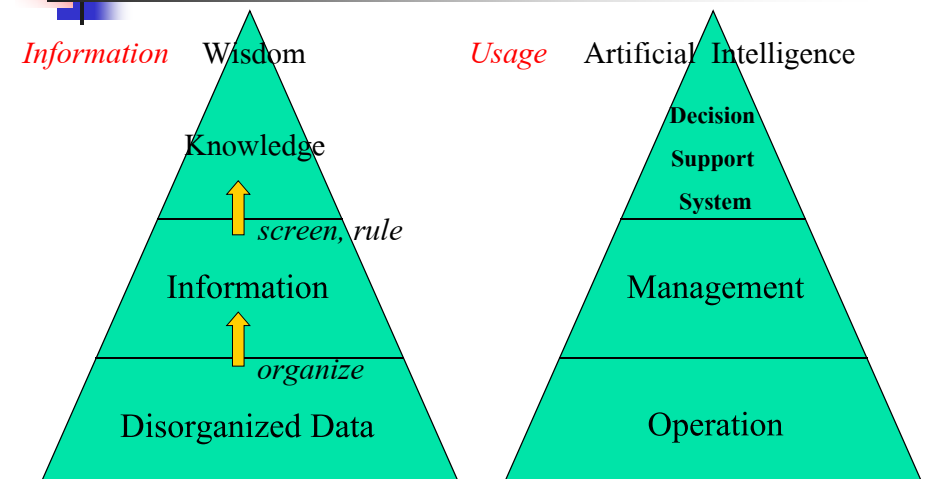 Information Wisdom
Knowledge
screen, rule
Information
organize
Disorganized Data
Usage Artificial Intelligence
Decision
Support
System
Management
Operation